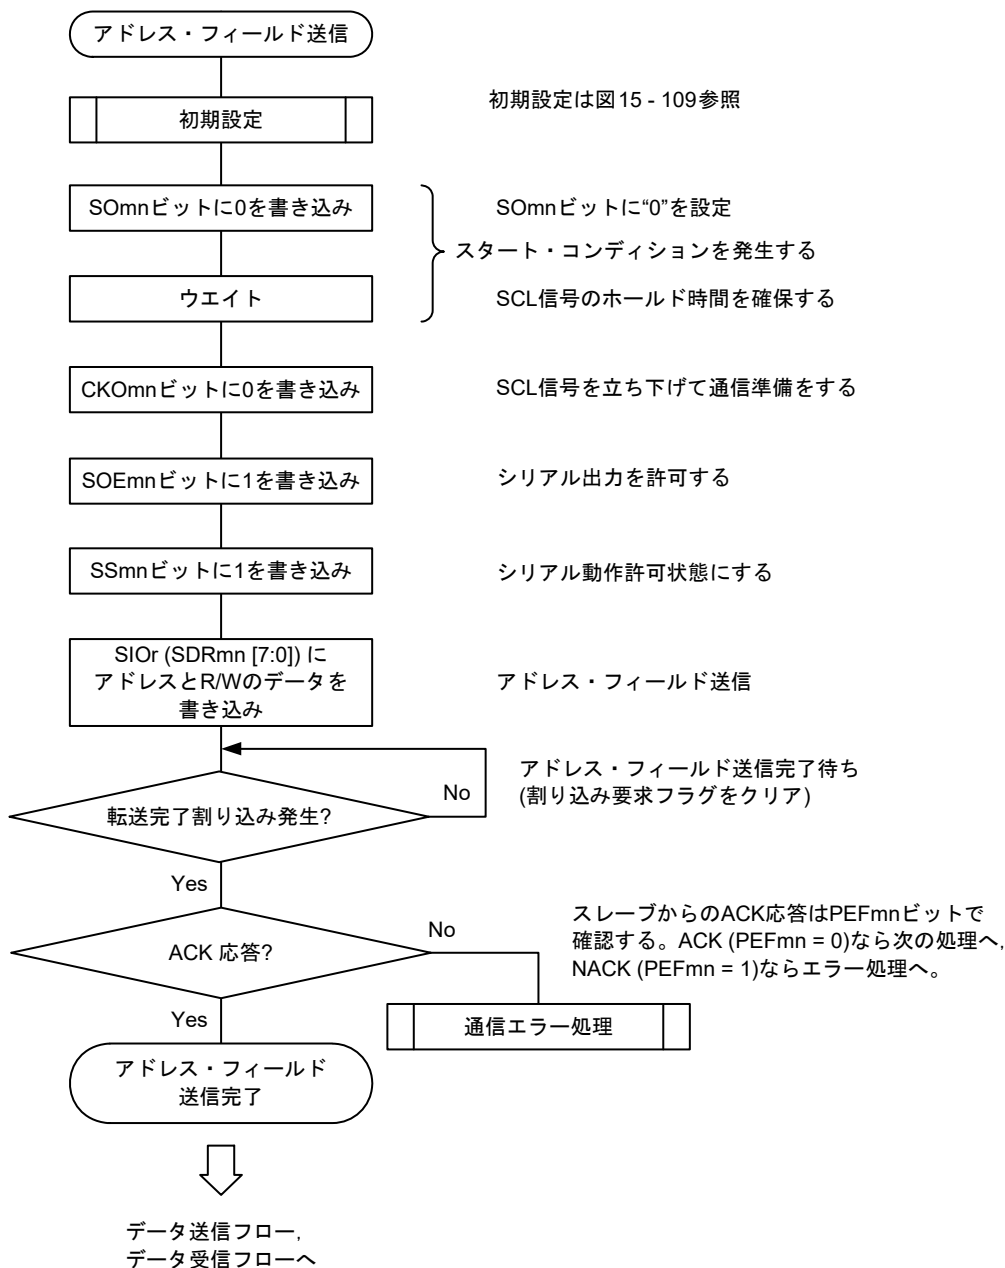 アドレス・フィールド送信
初期設定
初期設定は図15 - 109参照
SOmnビットに0を書き込み
SOmnビットに“0”を設定
スタート・コンディションを発生する
ウエイト
SCL信号のホールド時間を確保する
CKOmnビットに0を書き込み
SCL信号を立ち下げて通信準備をする
SOEmnビットに1を書き込み
シリアル出力を許可する
SSmnビットに1を書き込み
シリアル動作許可状態にする
SIOr (SDRmn [7:0]) に
アドレスとR/Wのデータを
書き込み
アドレス・フィールド送信
転送完了割り込み発生?
No
アドレス・フィールド送信完了待ち
(割り込み要求フラグをクリア)
Yes
ACK 応答?
No
スレーブからのACK応答はPEFmnビットで
確認する。ACK (PEFmn = 0)なら次の処理へ,
NACK (PEFmn = 1)ならエラー処理へ。
通信エラー処理
Yes
アドレス・フィールド
送信完了
データ送信フロー,
データ受信フローへ